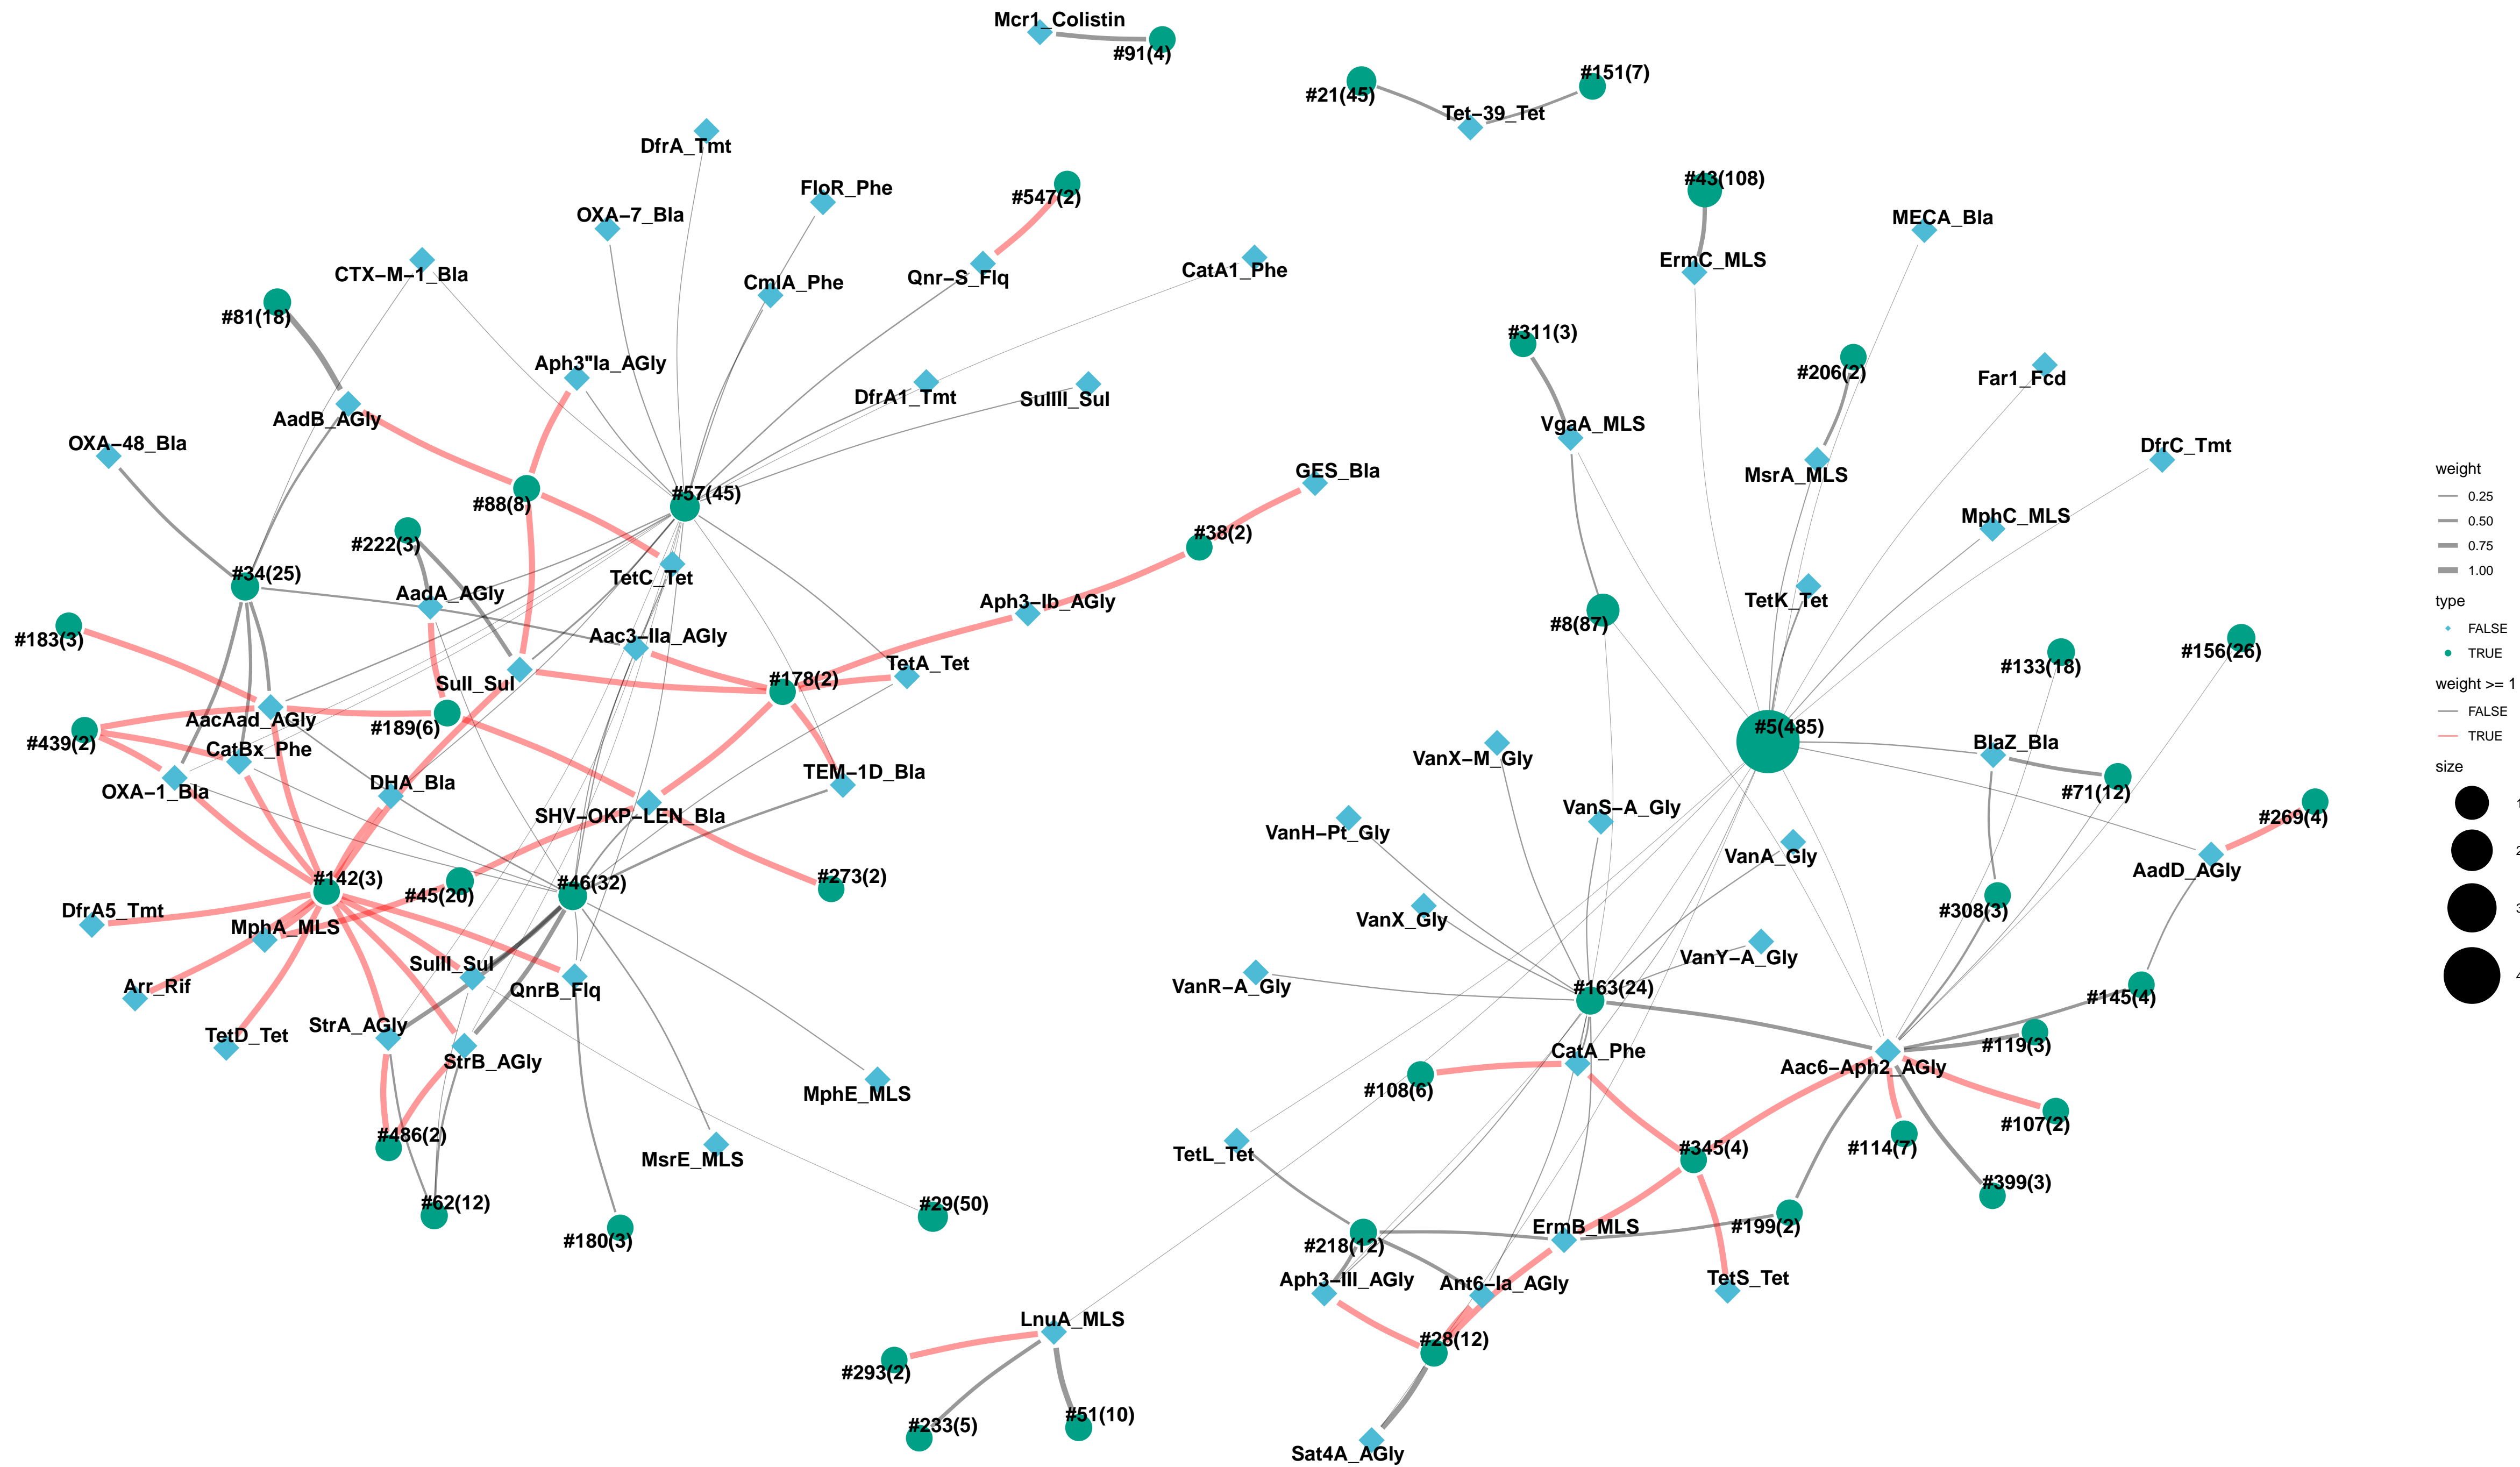 Mcr1_Colistin
#91(4)
#21(45)
#151(7)
Tet−39_Tet
DfrA_Tmt
FloR_Phe
#547(2)
#43(108)
OXA−7_Bla
MECA_Bla
CTX−M−1_Bla
CmlA_Phe
Qnr−S_Flq
CatA1_Phe
ErmC_MLS
#81(18)
#311(3)
Aph3"Ia_AGly
DfrA1_Tmt
SulIII_Sul
#206(2)
Far1_Fcd
AadB_AGly
VgaA_MLS
OXA−48_Bla
DfrC_Tmt
GES_Bla
MsrA_MLS
#88(8)
#57(45)
MphC_MLS
#222(3)
#38(2)
#34(25)
TetC_Tet
AadA_AGly
Aph3−Ib_AGly
TetK_Tet
#8(87)
#183(3)
Aac3−IIa_AGly
TetA_Tet
#133(18)
#156(26)
SulI_Sul
#178(2)
AacAad_AGly
#189(6)
#5(485)
#439(2)
CatBx_Phe
BlaZ_Bla
VanX−M_Gly
OXA−1_Bla
DHA_Bla
TEM−1D_Bla
#71(12)
SHV−OKP−LEN_Bla
VanS−A_Gly
#269(4)
VanH−Pt_Gly
VanA_Gly
AadD_AGly
#142(3)
#45(20)
#46(32)
#273(2)
DfrA5_Tmt
MphA_MLS
VanX_Gly
#308(3)
SulII_Sul
VanY−A_Gly
Arr_Rif
QnrB_Flq
VanR−A_Gly
#163(24)
#145(4)
TetD_Tet
StrA_AGly
StrB_AGly
CatA_Phe
#119(3)
Aac6−Aph2_AGly
MphE_MLS
#108(6)
#107(2)
#486(2)
MsrE_MLS
TetL_Tet
#345(4)
#114(7)
#399(3)
#62(12)
#29(50)
#180(3)
#218(12)
ErmB_MLS
#199(2)
Aph3−III_AGly
Ant6−Ia_AGly
TetS_Tet
LnuA_MLS
#28(12)
#293(2)
#233(5)
#51(10)
Sat4A_AGly
weight
0.25
0.50
0.75
1.00
type
FALSE
TRUE
weight >= 1
FALSE
TRUE
size